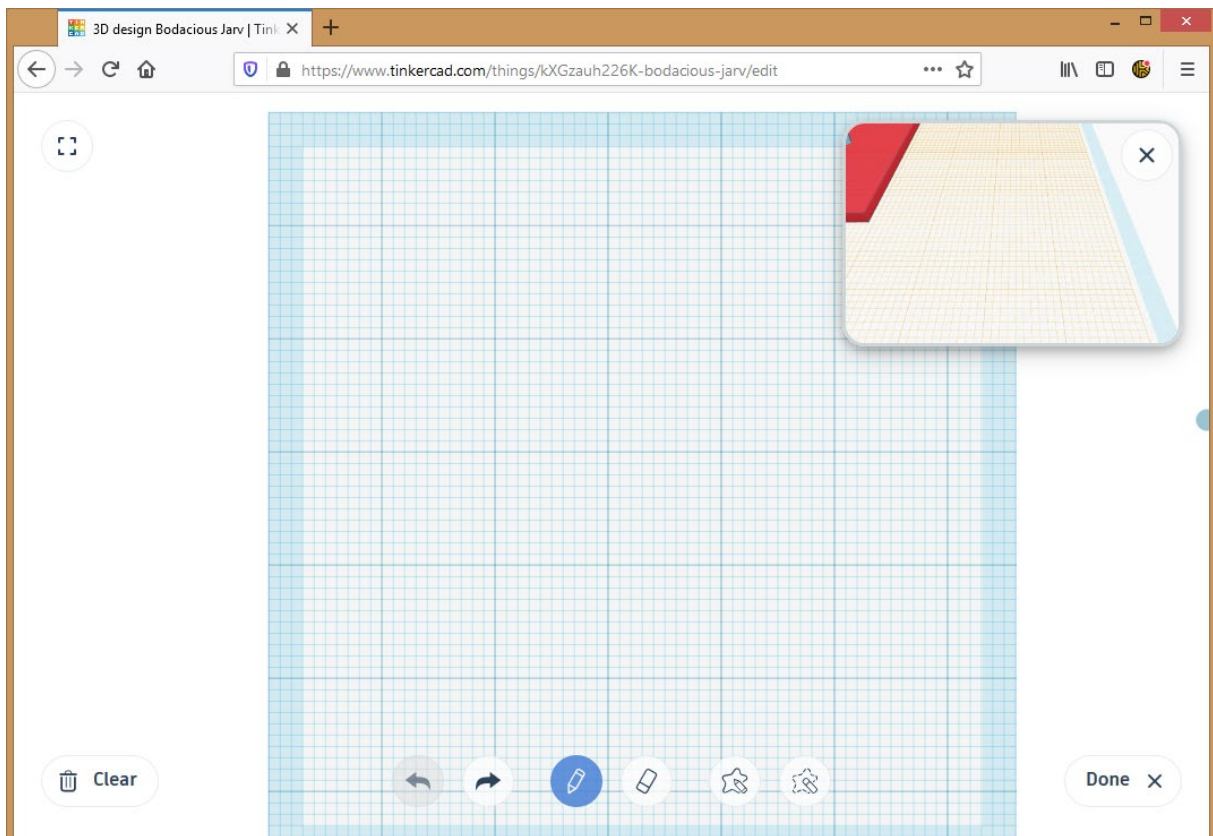 3D design Bodacious Jarv | Tink
https://www.tinkercad.com/things/kXGzauh226K-bodacious-jarv/edit
Clear
Done